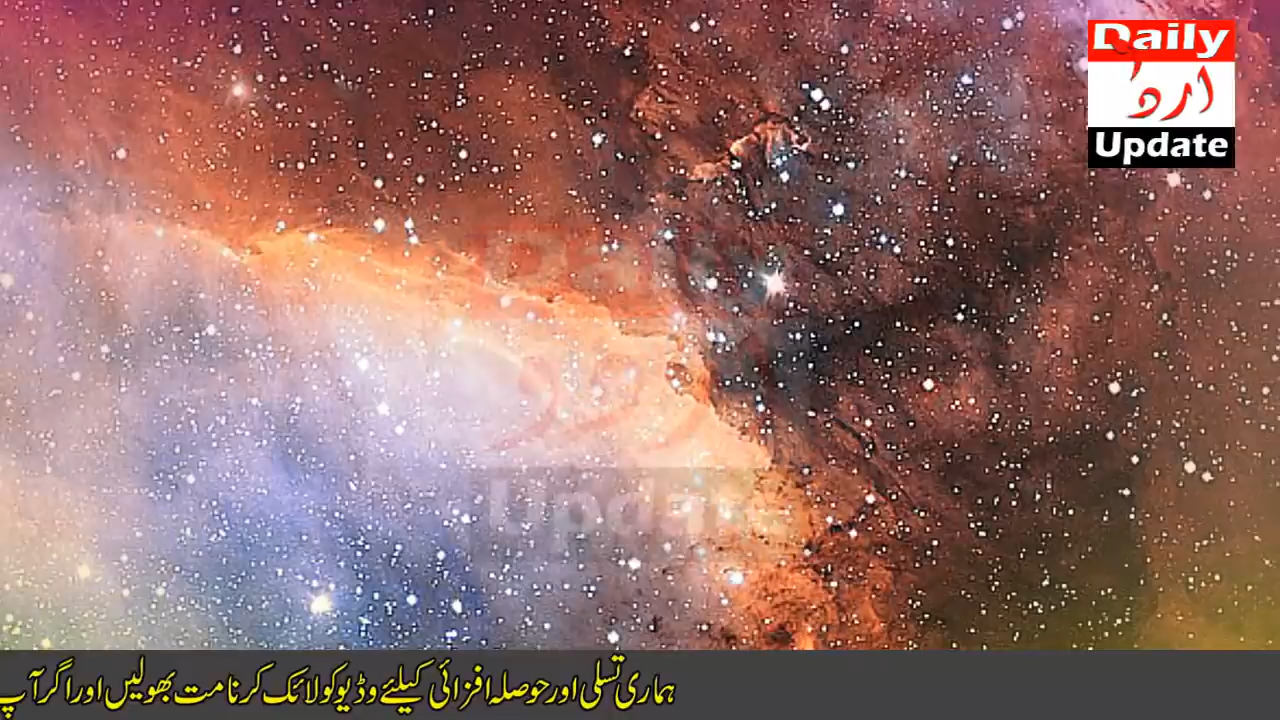 Daily
اردو
Update
ہماری تسلی اور حوصلہ افزائی کیلئے وڈیو کو لائک کرنا مت بھولیں اور اگر آپ